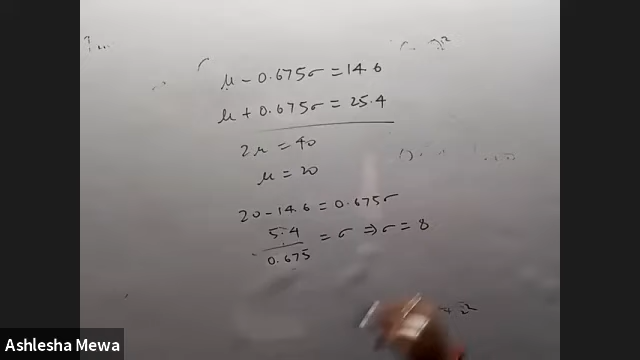 μ − 0.675σ = 14.6
μ + 0.675σ = 25.4
2μ = 40
μ = 20
20 − 14.6 = 0.675σ
5.4 / 0.675 = σ ⇒ σ = 8
Ashlesha Mewa